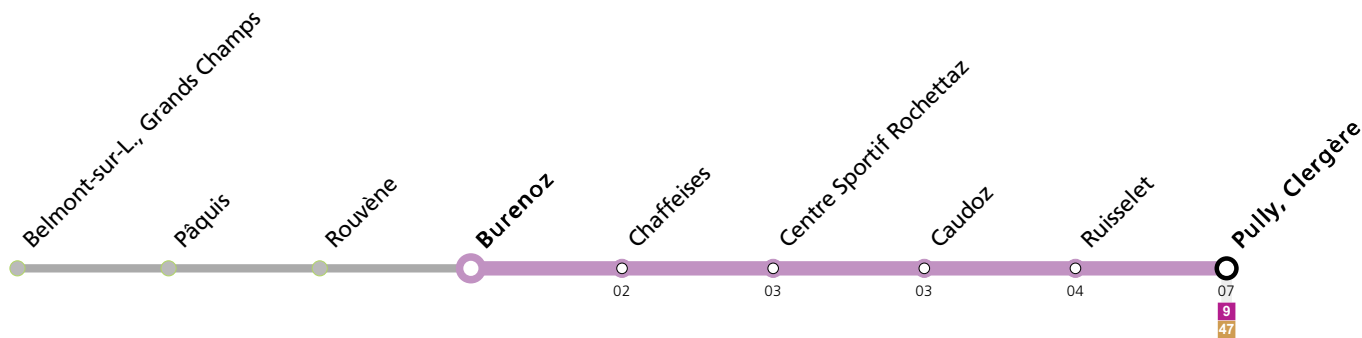 Belmont-sur-L., Grands Champs
Pâquis
Rouvène
Burenoz
Chaffeises
Centre Sportif Rochettaz
Caudoz
Ruisselet
Pully, Clergère
02
03
03
04
07
9
47